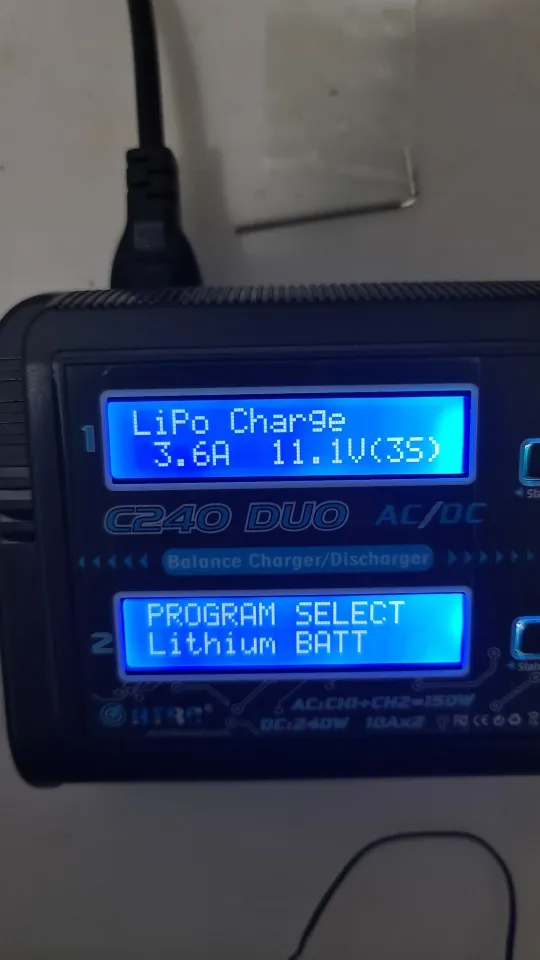 1
LiPo Charge
3.6A 11.1V(3S)
C240 DUO AC/DC
Balance Charger/Discharger
2
PROGRAM SELECT
Lithium BATT
HTRC®
AC:CH1+CH2=150W
DC:240W 10Ax2